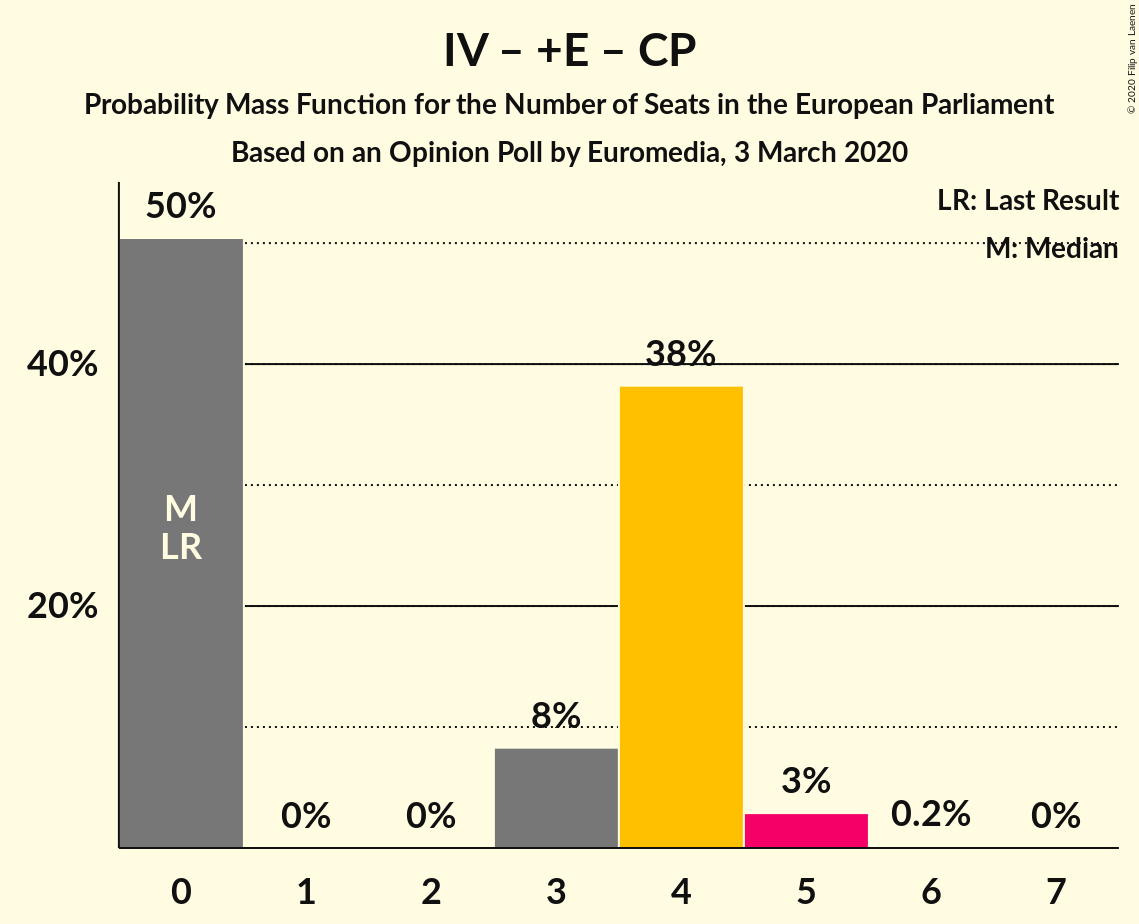 IV – +E – CP
Probability Mass Function for the Number of Seats in the European Parliament
Based on an Opinion Poll by Euromedia, 3 March 2020
© 2020 Filip van Laenen
LR: Last Result
M: Median
50%
40%
38%
M
LR
20%
8%
3%
0%
0%
0.2%
0%
0
1
2
3
4
5
6
7